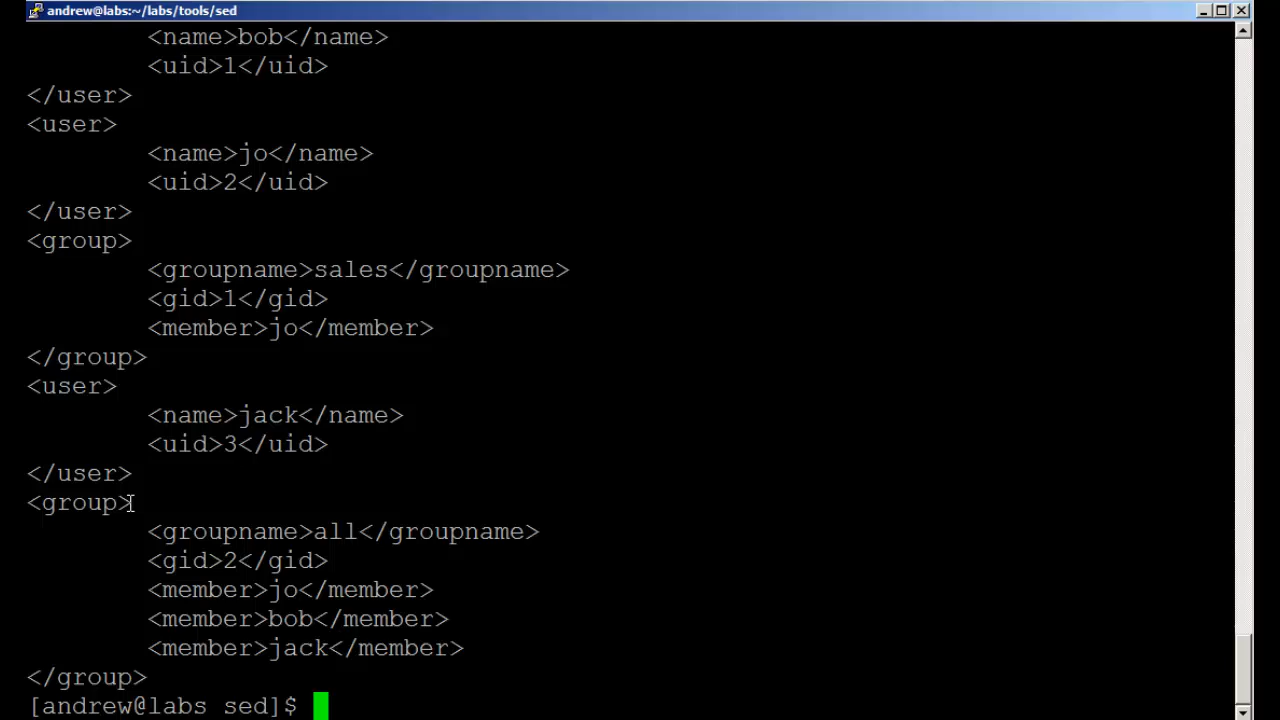 andrew@labs:~/labs/tools/sed
<name>bob</name>
<uid>1</uid>
</user>
<user>
<name>jo</name>
<uid>2</uid>
</user>
<group>
<groupname>sales</groupname>
<gid>1</gid>
<member>jo</member>
</group>
<user>
<name>jack</name>
<uid>3</uid>
</user>
<group>
<groupname>all</groupname>
<gid>2</gid>
<member>jo</member>
<member>bob</member>
<member>jack</member>
</group>
[andrew@labs sed]$